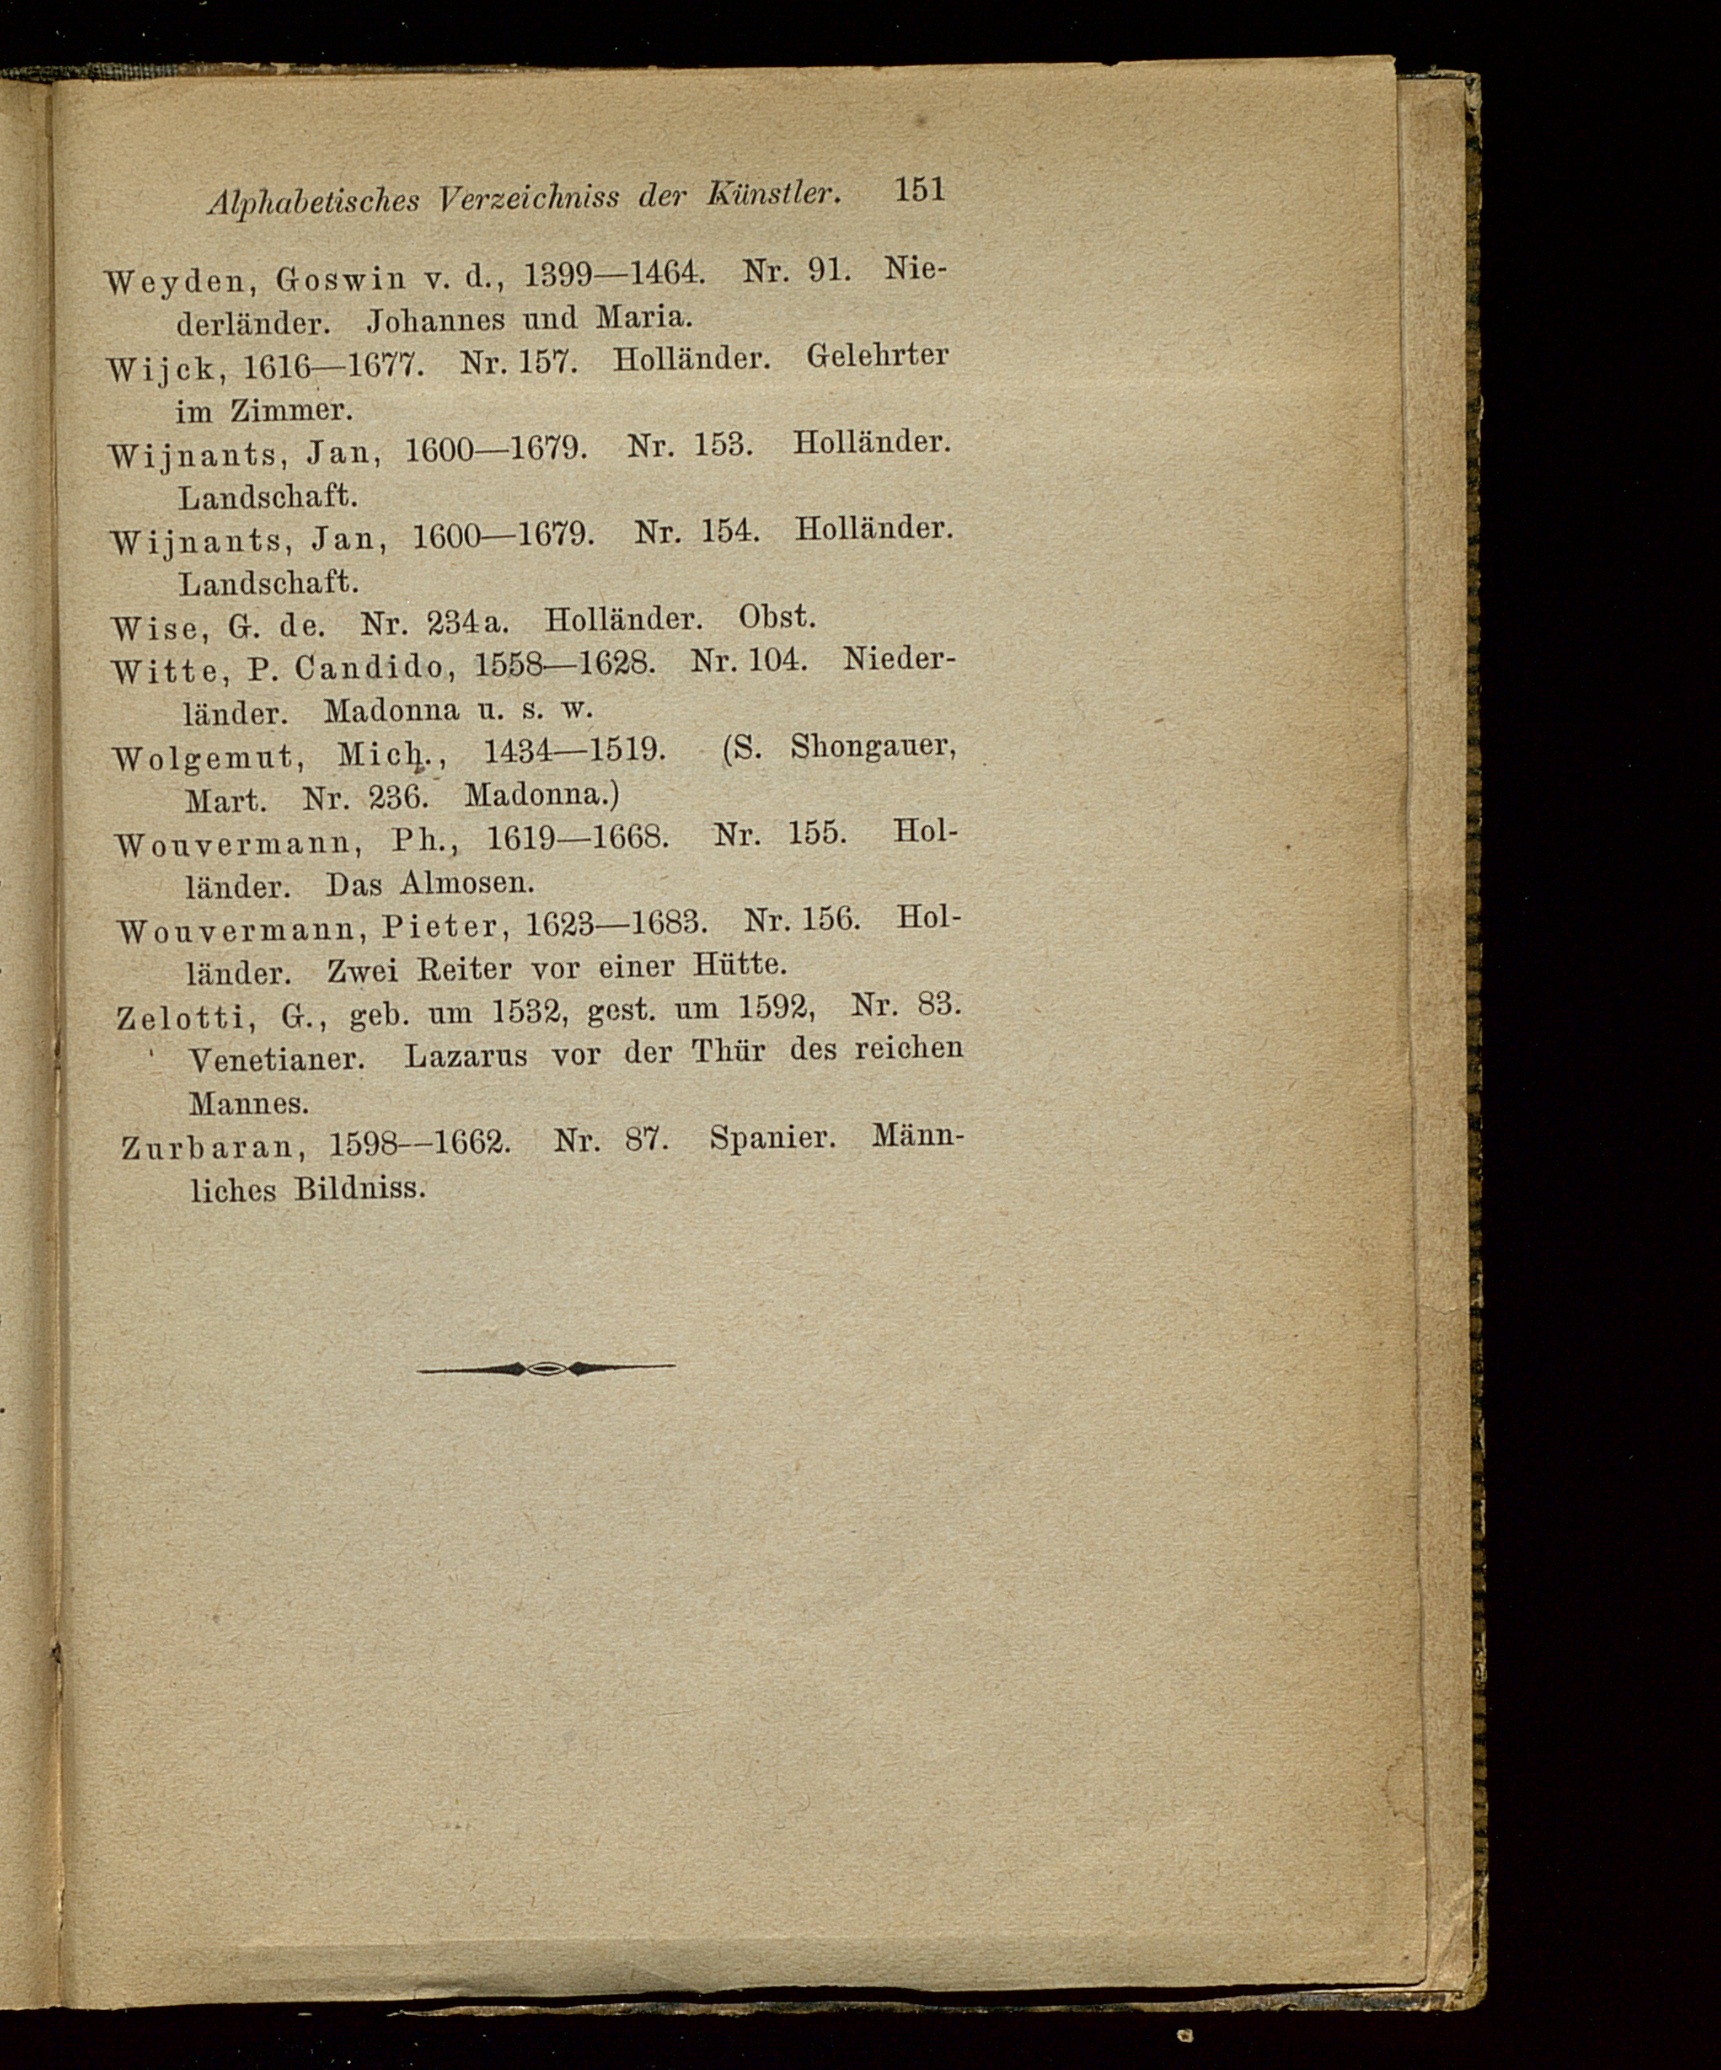 Alphabetisches Verzeichniss der Künstler. 151
Weyden, Goswin v. d., 1399—1464. Nr. 91. Nie-
derländer. Johannes und Maria.
Wijck, 1616—1677. Nr. 157. Holländer. Gelehrter
im Zimmer.
Wijnants, Jan, 1600—1679. Nr. 153. Holländer.
Landschaft.
Wijnants, Jan, 1600—1679. Nr. 154. Holländer.
Landschaft.
Wise, G. de. Nr. 234a. Holländer. Obst.
Witte, P. Candido, 1558—1628. Nr. 104. Nieder-
länder. Madonna u. s. w.
Wolgemut, Mich., 1434—1519. (S. Shongauer,
Mart. Nr. 236. Madonna.)
Wouvermann, Ph., 1619—1668. Nr. 155. Hol-
länder. Das Almosen.
Wouvermann, Pieter, 1623—1683. Nr. 156. Hol-
länder. Zwei Reiter vor einer Hütte.
Zelotti, G., geb. um 1532, gest. um 1592, Nr. 83.
Venetianer. Lazarus vor der Thür des reichen
Mannes.
Zurbaran, 1598—1662. Nr. 87. Spanier. Männ-
liches Bildniss.